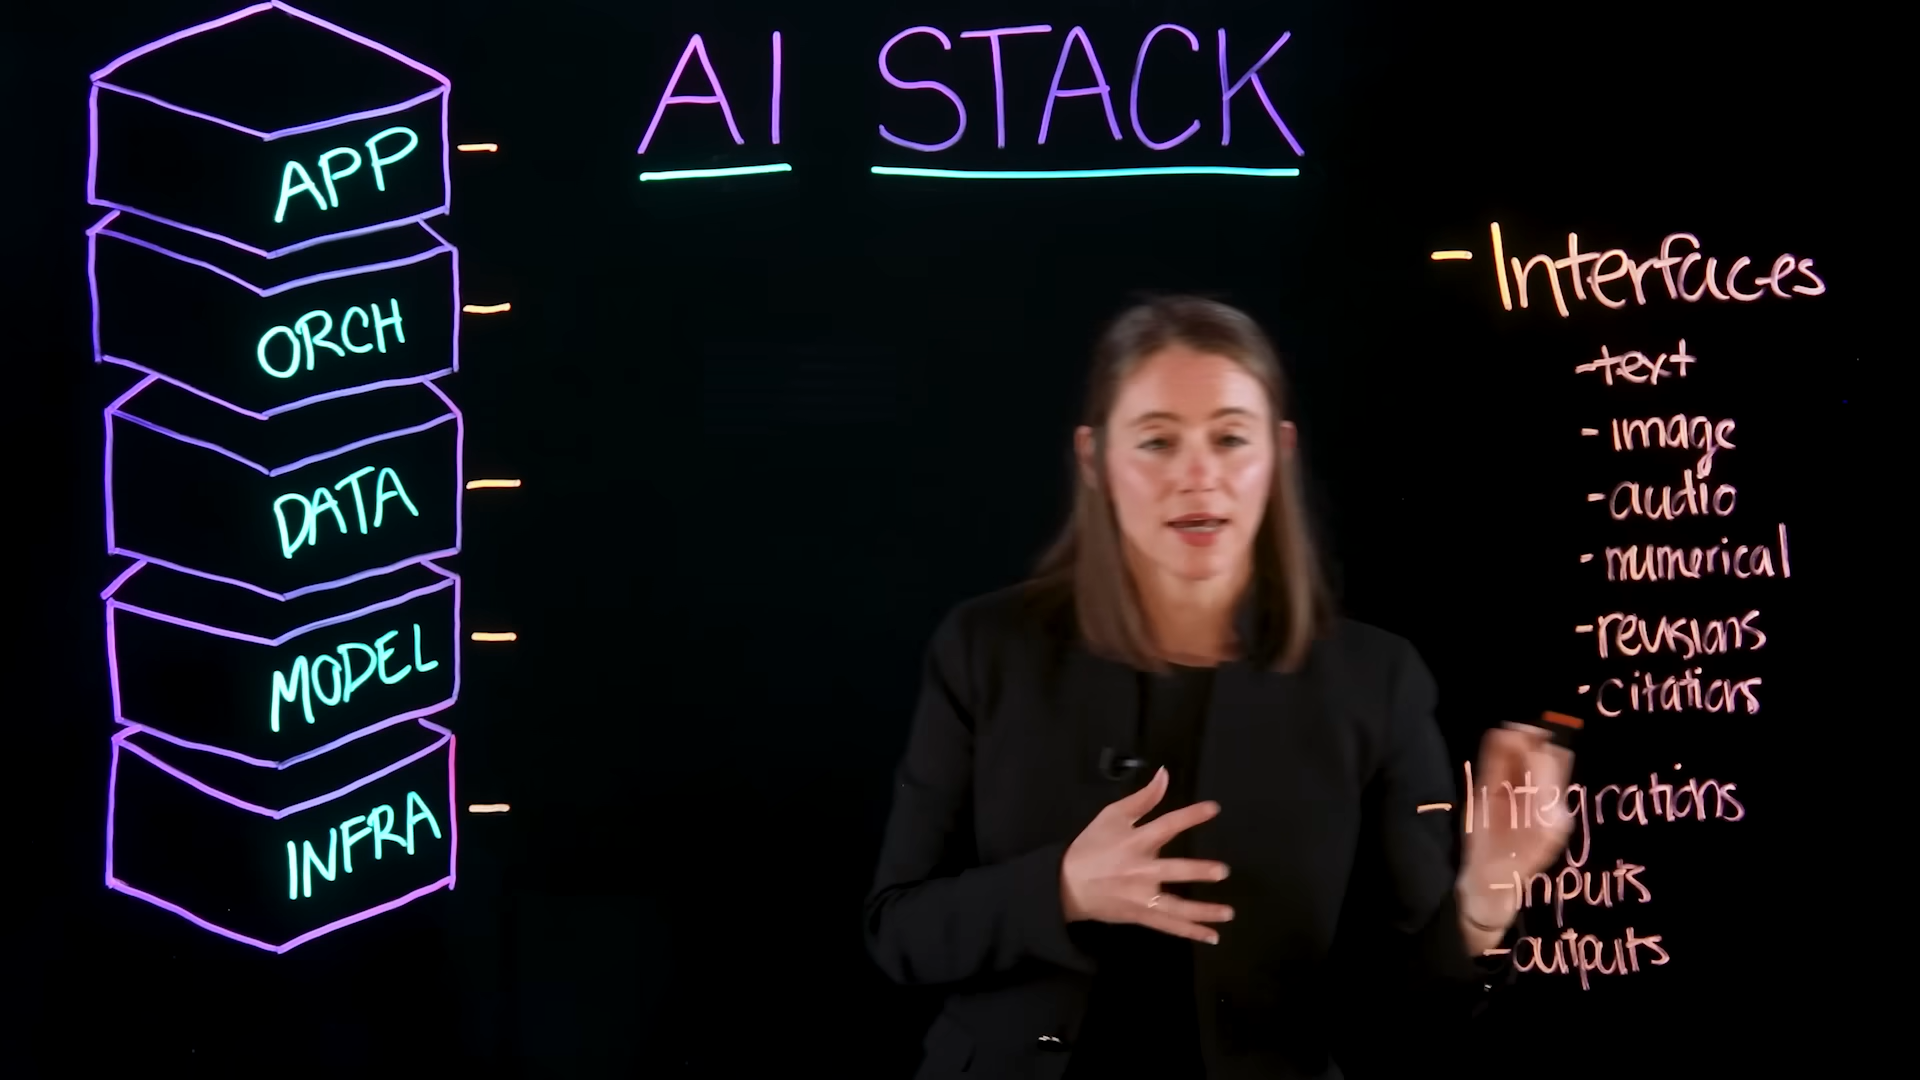 AI STACK
APP -
ORCH -
DATA -
MODEL -
INFRA -
- Interfaces
- text
- image
- audio
- numerical
- revisions
- citations
- Integrations
- inputs
- outputs